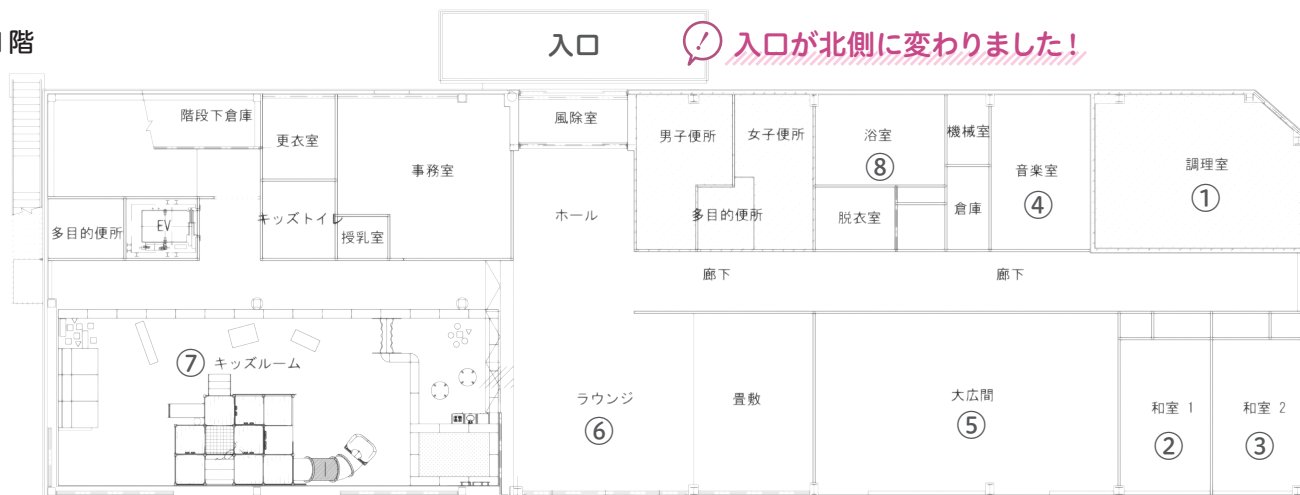 1階
入口
! 入口が北側に変わりました!
階段下倉庫
更衣室
事務室
風除室
男子便所
女子便所
浴室
⑧
機械室
音楽室
④
調理室
①
多目的便所
EV
キッズトイレ
授乳室
ホール
多目的便所
脱衣室
倉庫
廊下
廊下
⑦ キッズルーム
ラウンジ
⑥
畳敷
大広間
⑤
和室 1
②
和室 2
③